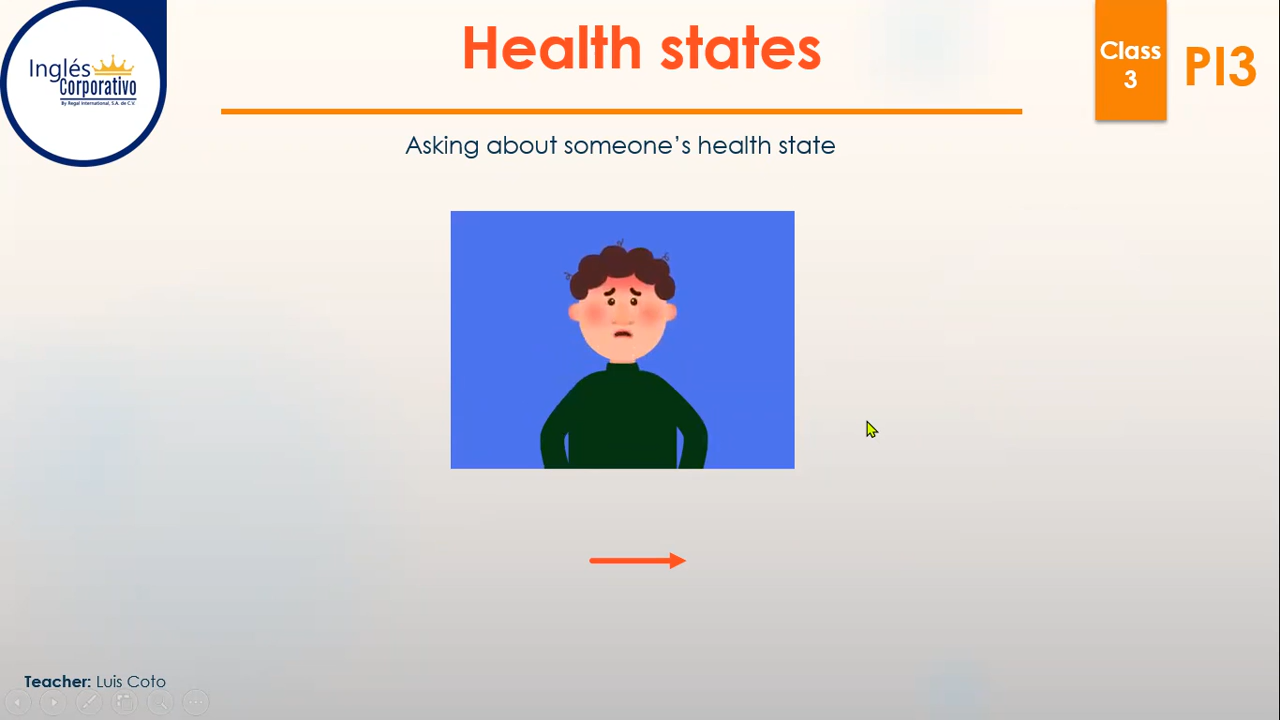 Health states
Class
3
PI3
Inglés
Corporativo
By Regal International, S.A. de C.V.
Asking about someone’s health state
Teacher: Luis Coto